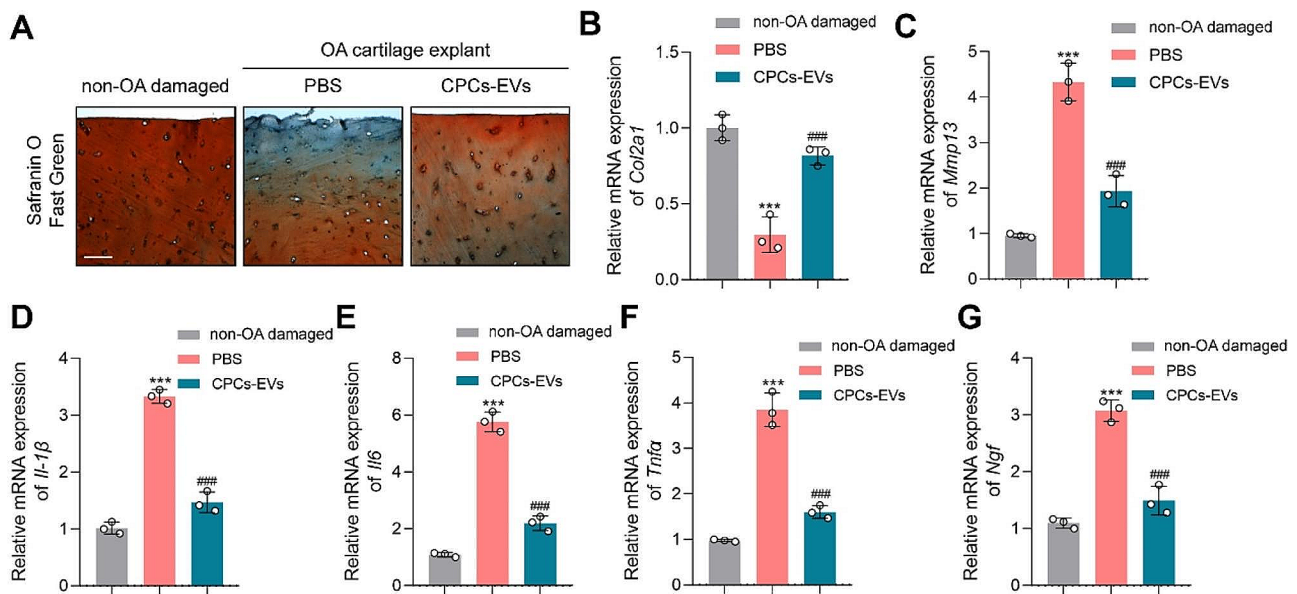 A
OA cartilage explant
non-OA damaged
PBS
CPCs-EVs
Safranin O
Fast Green
B
non-OA damaged
PBS
CPCs-EVs
Relative mRNA expression
of Col2a1
1.5
1.0
0.5
0.0
***
###
C
non-OA damaged
PBS
CPCs-EVs
Relative mRNA expression
of Mmp13
5
4
3
2
1
0
***
###
D
non-OA damaged
PBS
CPCs-EVs
Relative mRNA expression
of Il-1β
4
3
2
1
0
***
###
E
non-OA damaged
PBS
CPCs-EVs
Relative mRNA expression
of Il6
8
6
4
2
0
***
###
F
non-OA damaged
PBS
CPCs-EVs
Relative mRNA expression
of Tnfα
5
4
3
2
1
0
***
###
G
non-OA damaged
PBS
CPCs-EVs
Relative mRNA expression
of Ngf
4
3
2
1
0
***
###